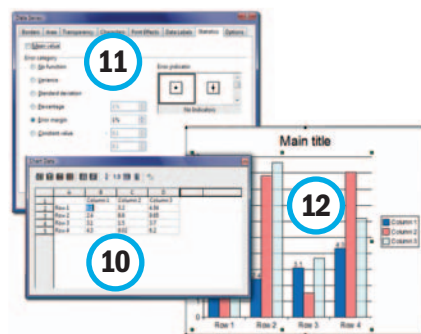 Data Series
Borders Area Transparency Characters Font Effects Data Labels Statistics Options
Mean value
Error category
No function
Variance
Standard deviation
Percentage
Error margin 5%
Constant value
Error indicator
No Indicators
11
Chart Data
A B C D
Column 1 Column 2 Column 3
1 Row 1 3.2 4.54
2 Row 2 2.4 8.8 9.65
3 Row 3 3.1 1.5 3.7
4 Row 4 4.3 9.02 6.2
10
Main title
12
3.1
Column 1
Column 2
Column 3
0
Row 1 Row 2 Row 3 Row 4